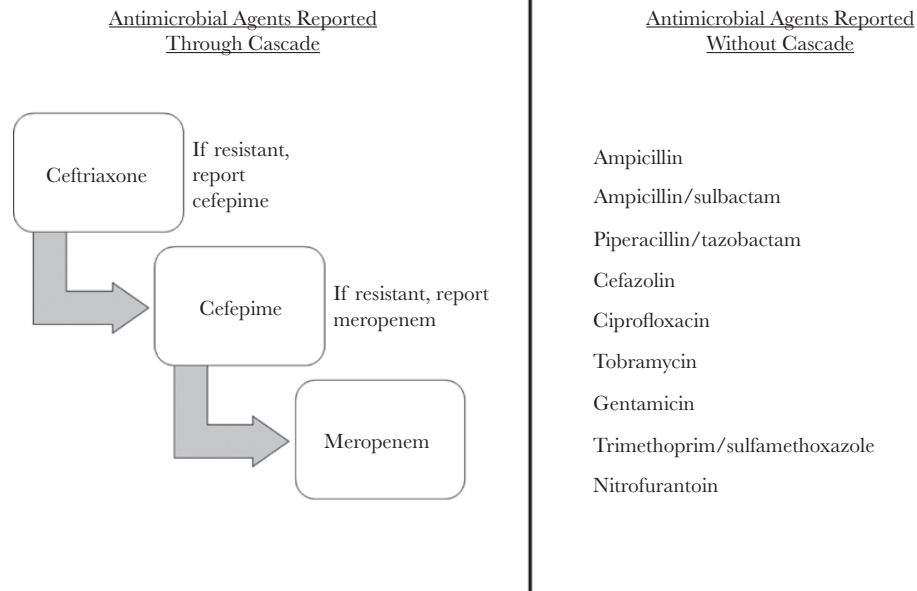 Antimicrobial Agents Reported
Through Cascade
Ceftriaxone
If resistant,
report
cefepime
Cefepime
If resistant, report
meropenem
Meropenem
Antimicrobial Agents Reported
Without Cascade
Ampicillin
Ampicillin/sulbactam
Piperacillin/tazobactam
Cefazolin
Ciprofloxacin
Tobramycin
Gentamicin
Trimethoprim/sulfamethoxazole
Nitrofurantoin